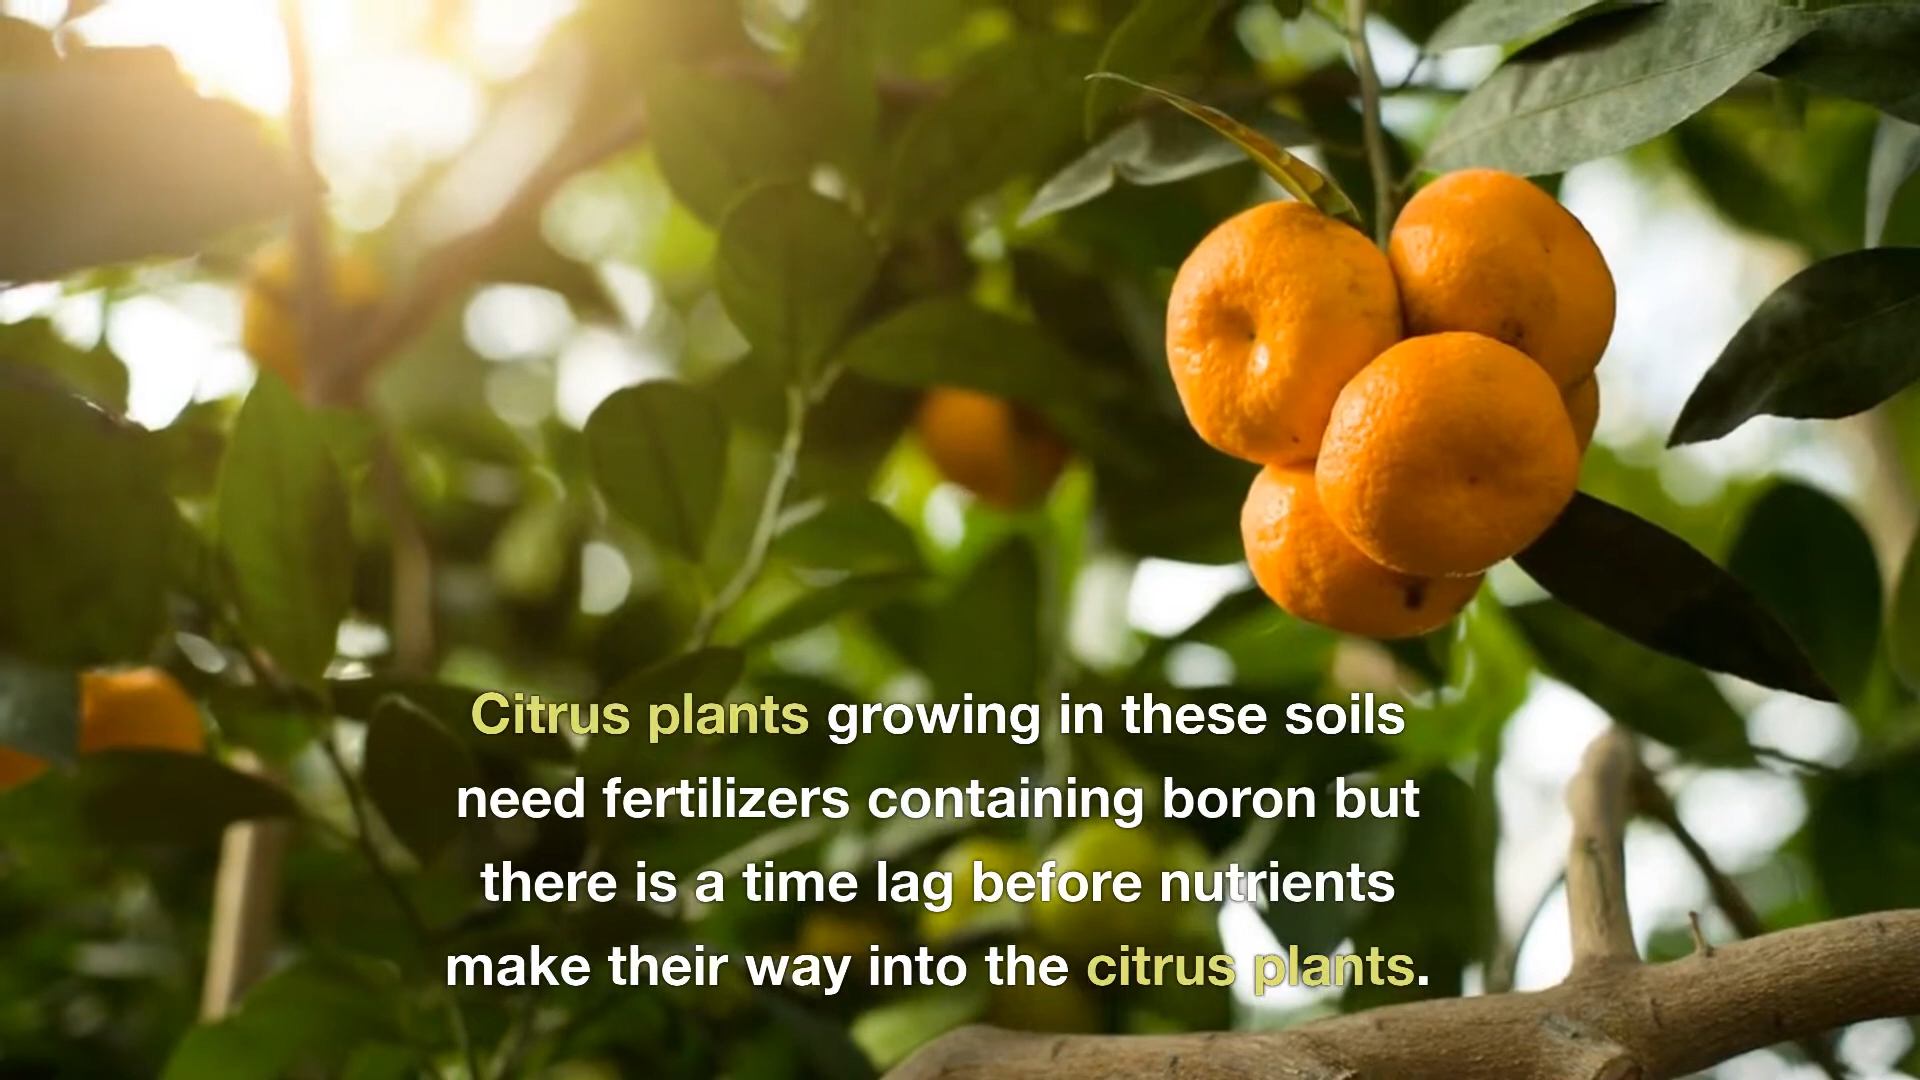 Citrus plants growing in these soils
need fertilizers containing boron but
there is a time lag before nutrients
make their way into the citrus plants.